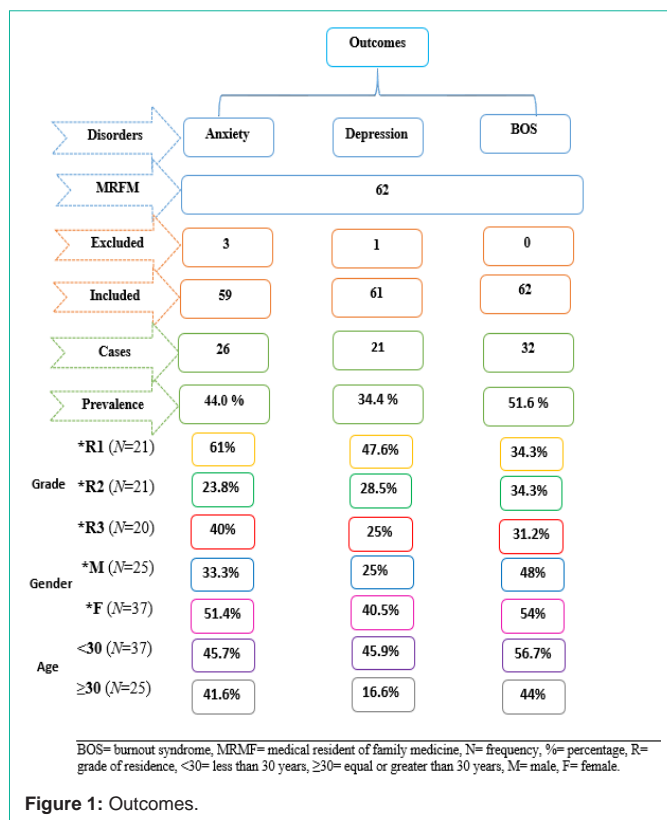 Outcomes
Disorders Anxiety Depression BOS
MRFM 62
Excluded 3 1 0
Included 59 61 62
Cases 26 21 32
Prevalence 44.0 % 34.4 % 51.6 %
*R1 (N=21) 61% 47.6% 34.3%
Grade *R2 (N=21) 23.8% 28.5% 34.3%
*R3 (N=20) 40% 25% 31.2%
Gender *M (N=25) 33.3% 25% 48%
*F (N=37) 51.4% 40.5% 54%
Age <30 (N=37) 45.7% 45.9% 56.7%
≥30 (N=25) 41.6% 16.6% 44%
BOS= burnout syndrome, MRMF= medical resident of family medicine, N= frequency, %= percentage, R=
grade of residence, <30= less than 30 years, ≥30= equal or greater than 30 years, M= male, F= female.
Figure 1: Outcomes.